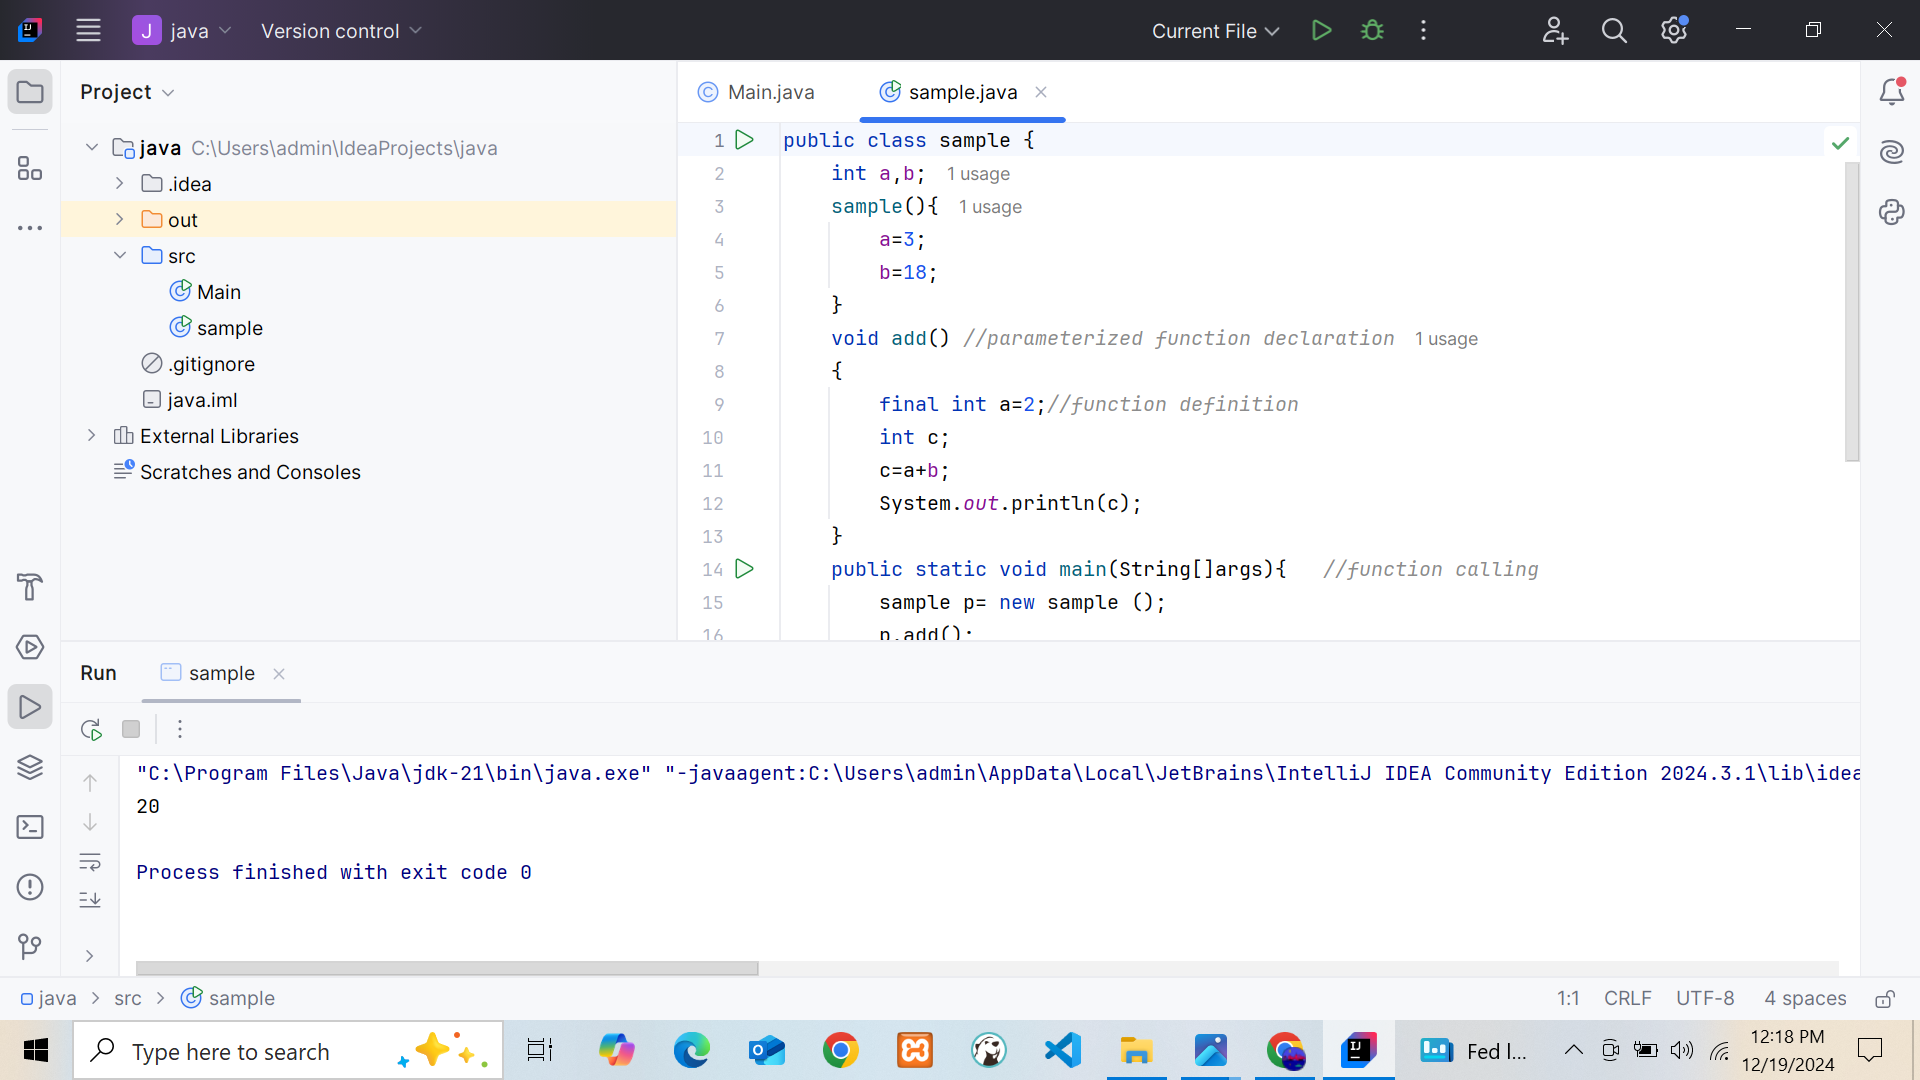 J java Version control Current File
Project
Main.java sample.java
java C:\Users\admin\IdeaProjects\java
.idea
out
src
Main
sample
.gitignore
java.iml
External Libraries
Scratches and Consoles
1 public class sample {
2 int a,b; 1 usage
3 sample(){ 1 usage
4 a=3;
5 b=18;
6 }
7 void add() //parameterized function declaration 1 usage
8 {
9 final int a=2;//function definition
10 int c;
11 c=a+b;
12 System.out.println(c);
13 }
14 public static void main(String[]args){ //function calling
15 sample p= new sample ();
16 p.add();
Run sample
"C:\Program Files\Java\jdk-21\bin\java.exe" "-javaagent:C:\Users\admin\AppData\Local\JetBrains\IntelliJ IDEA Community Edition 2024.3.1\lib\idea
20
Process finished with exit code 0
java > src > sample 1:1 CRLF UTF-8 4 spaces
Type here to search Fed l... 12:18 PM
12/19/2024